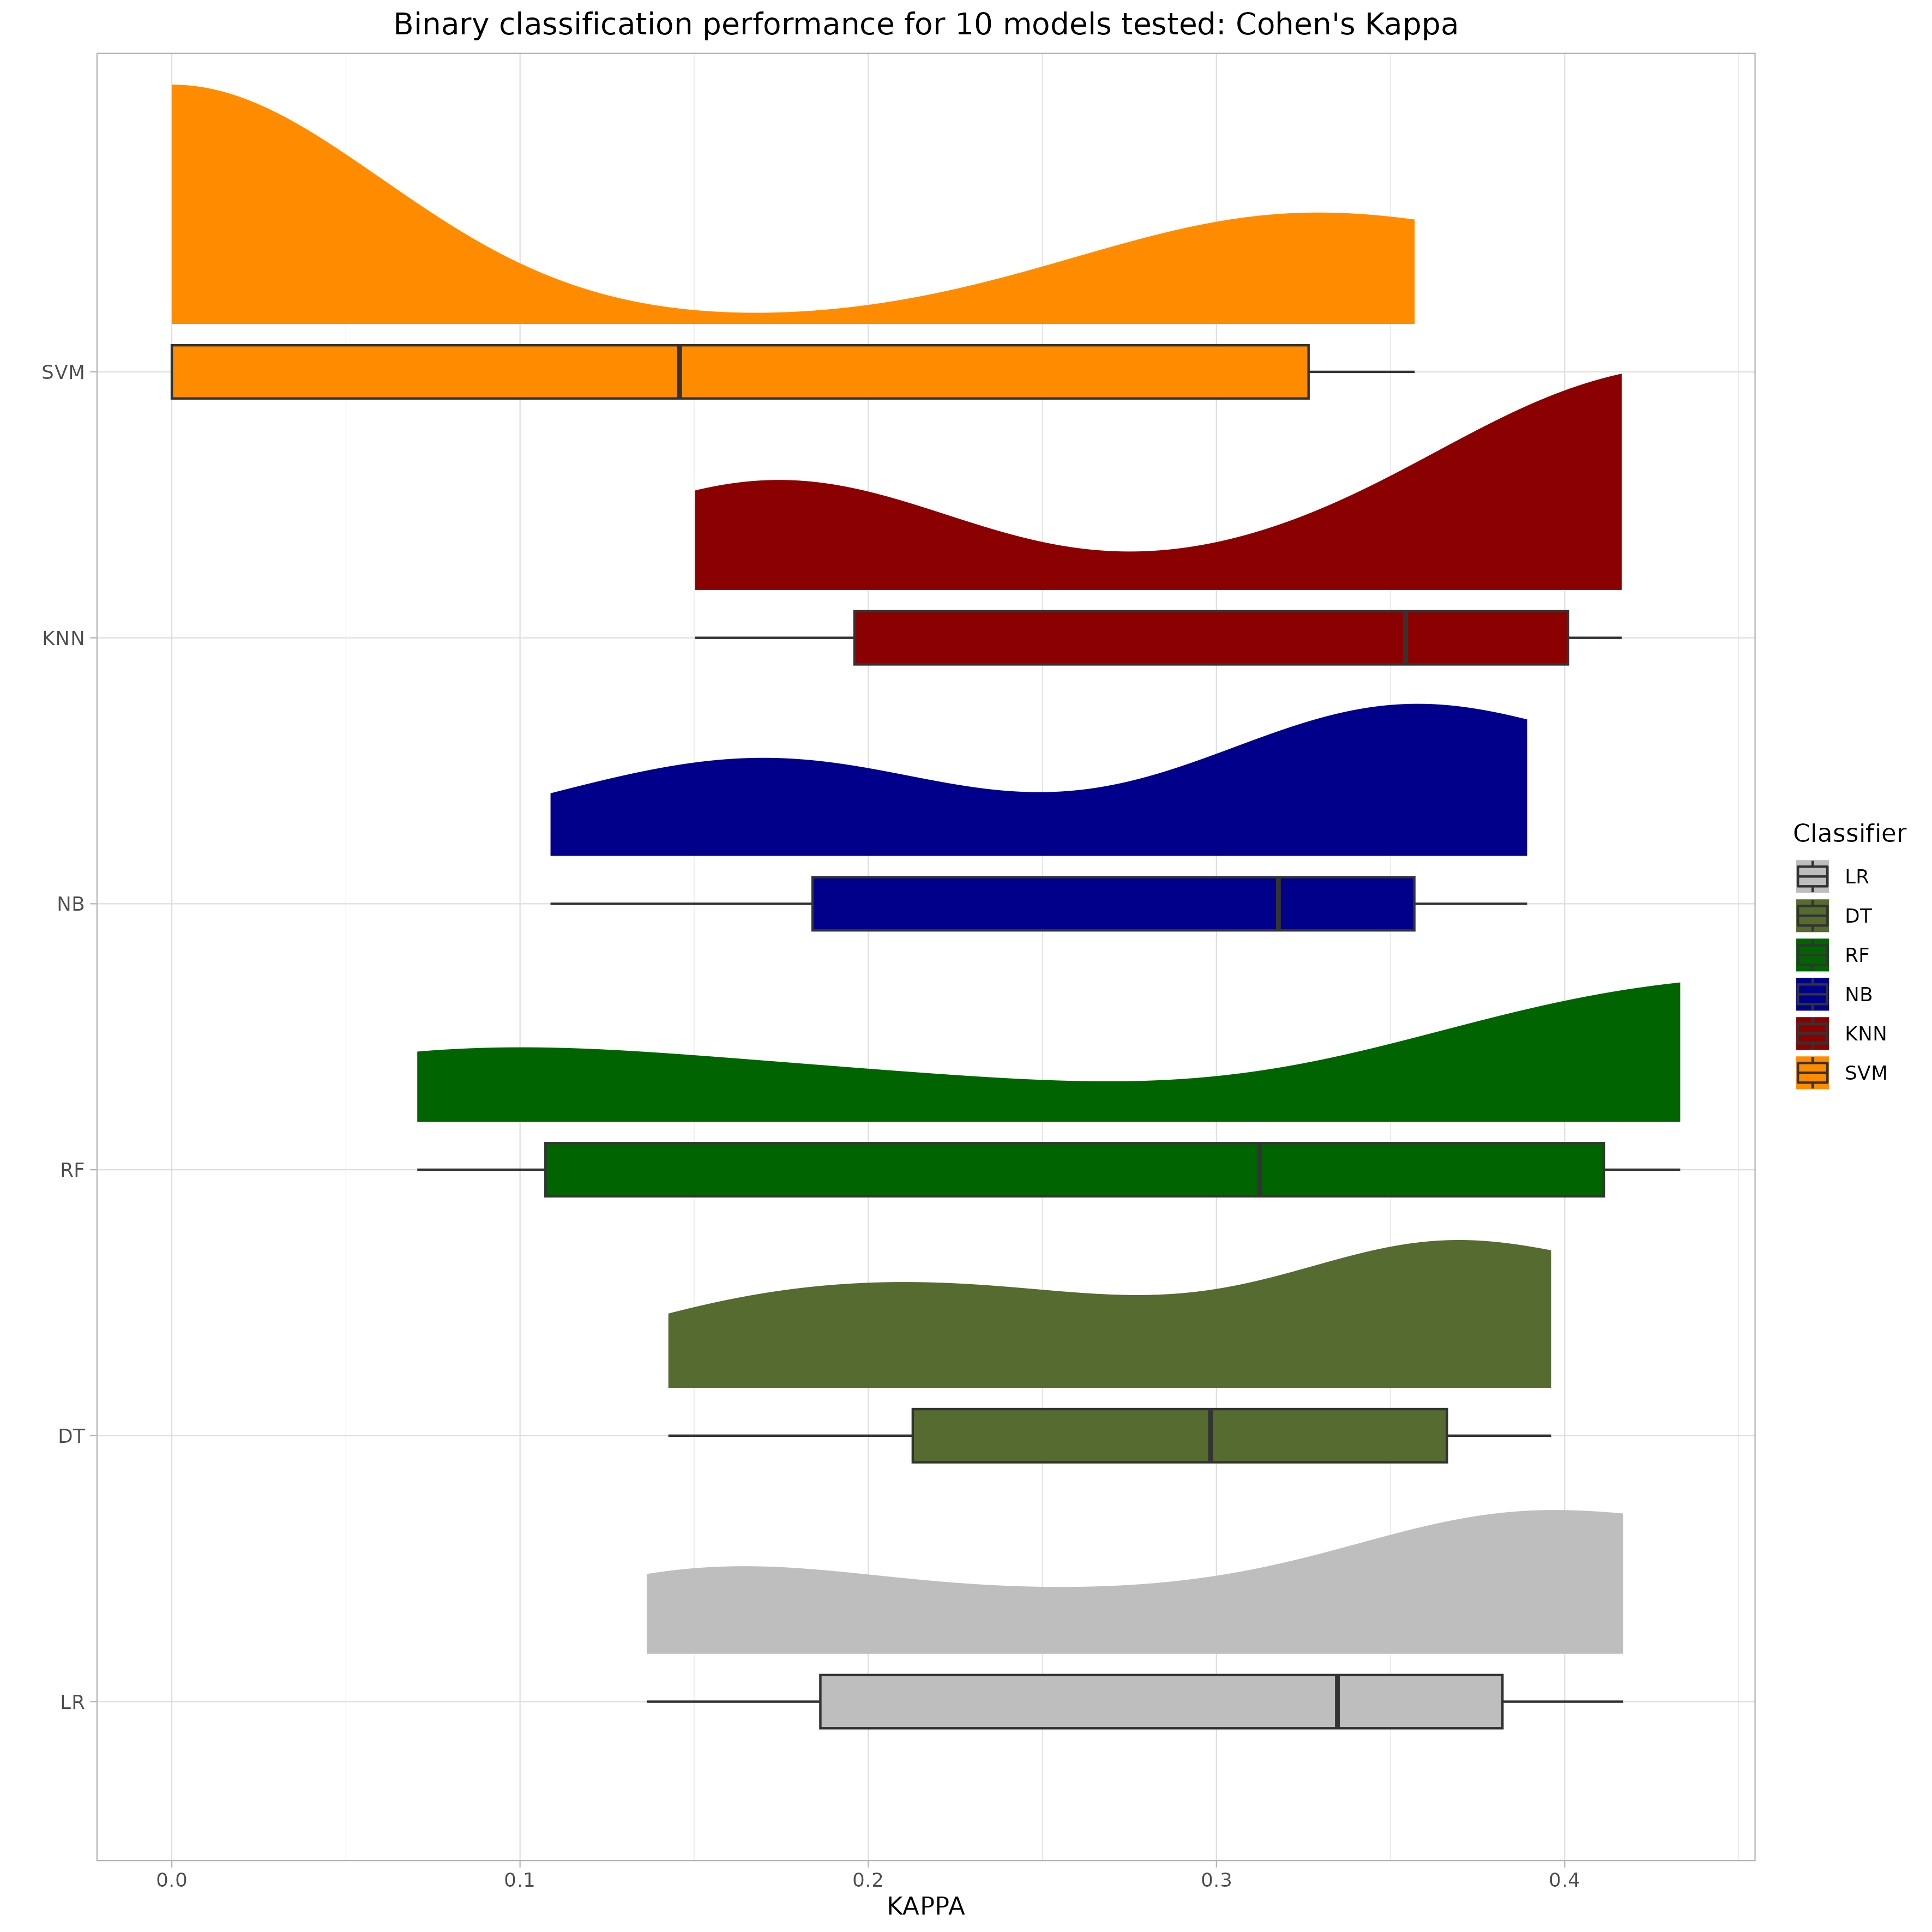 Binary classification performance for 10 models tested: Cohen's Kappa
SVM
KNN
NB
RF
DT
LR
0.0 0.1 0.2 0.3 0.4
KAPPA
Classifier
LR
DT
RF
NB
KNN
SVM